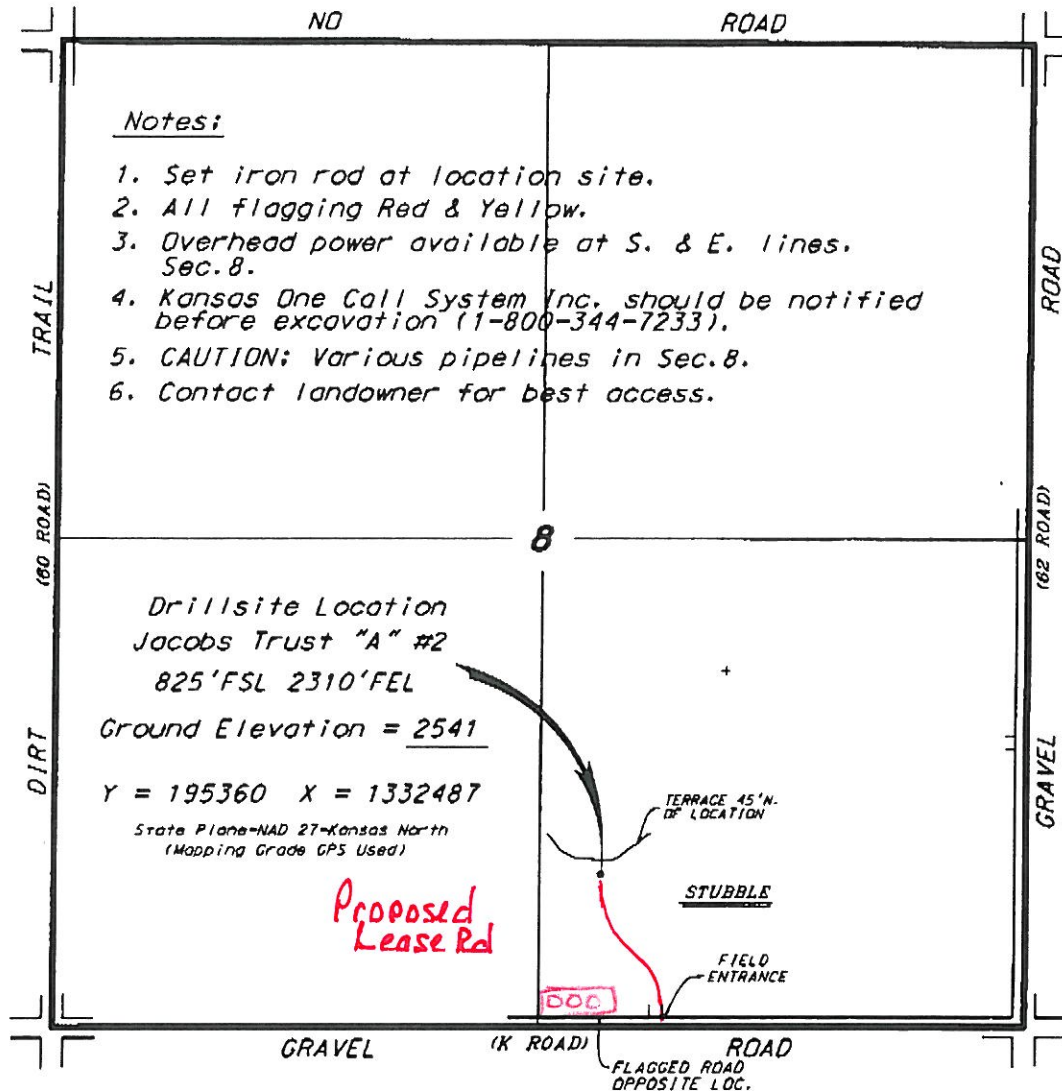 NO ROAD
Notes:
1. Set iron rod at location site.
2. All flagging Red & Yellow.
3. Overhead power available at S. & E. lines.
Sec.8.
4. Kansas One Call System Inc. should be notified
before excavation (1-800-344-7233).
5. CAUTION: Various pipelines in Sec.8.
6. Contact landowner for best access.
TRAIL
ROAD
(60 ROAD)
(62 ROAD)
8
Drillsite Location
Jacobs Trust "A" #2
825'FSL 2310'FEL
Ground Elevation = 2541
Y = 195360 X = 1332487
State Plane-NAD 27-Kansas North
(Mapping Grade GPS Used)
DIRT
GRAVEL
TERRACE 45'N.
OF LOCATION
STUBBLE
Proposed
Lease Rd
FIELD
ENTRANCE
GRAVEL (K ROAD) ROAD
FLAGGED ROAD
OPPOSITE LOC.